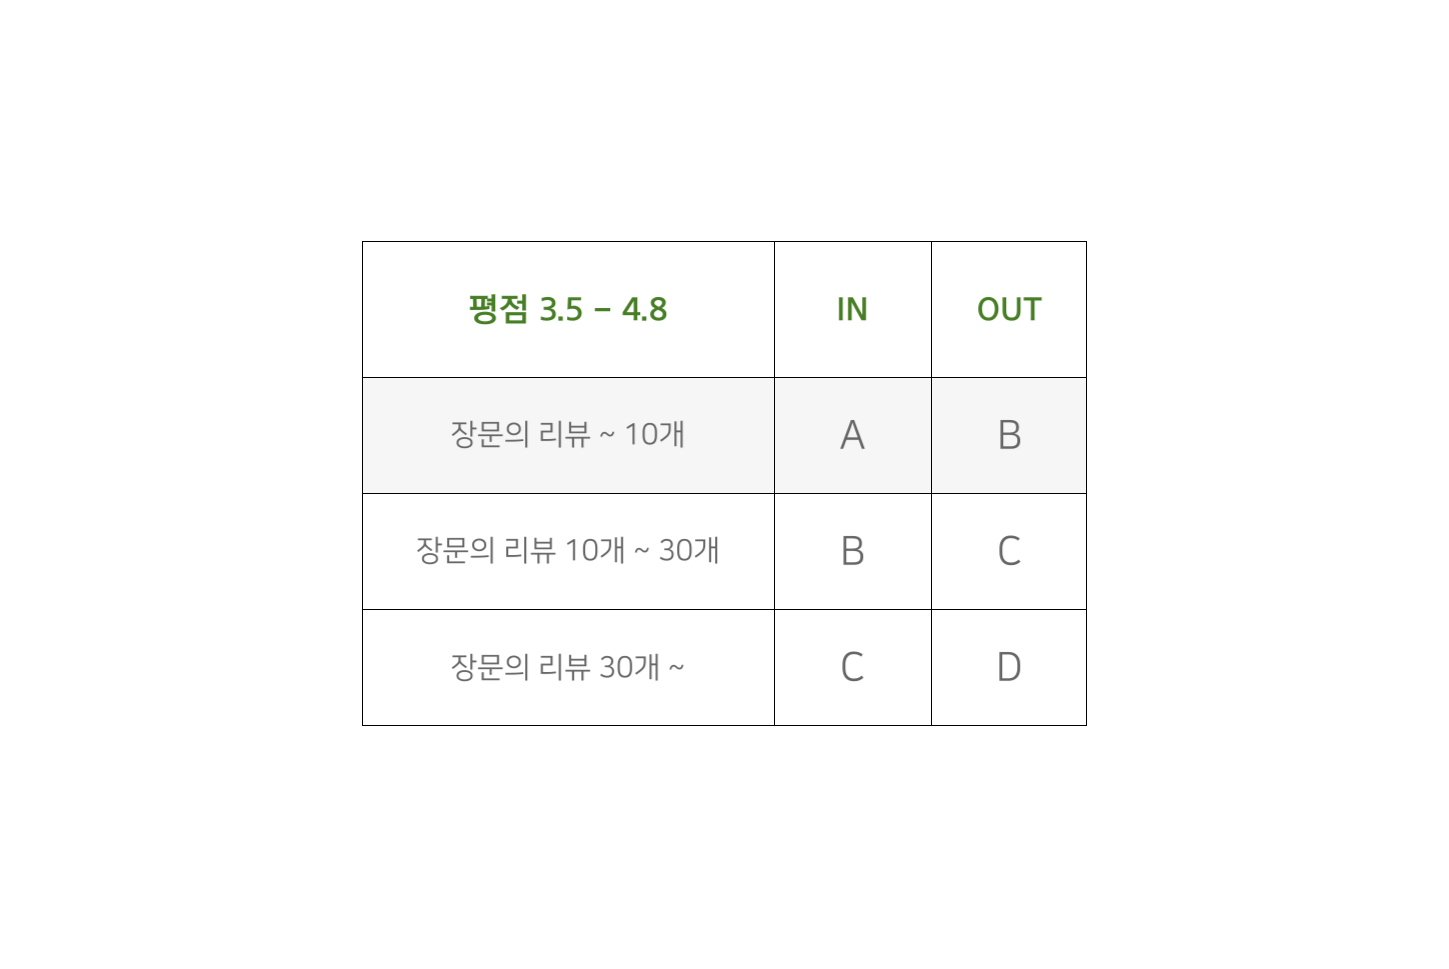 평점 3.5 – 4.8 IN OUT
장문의 리뷰 ~ 10개 A B
장문의 리뷰 10개 ~ 30개 B C
장문의 리뷰 30개 ~ C D